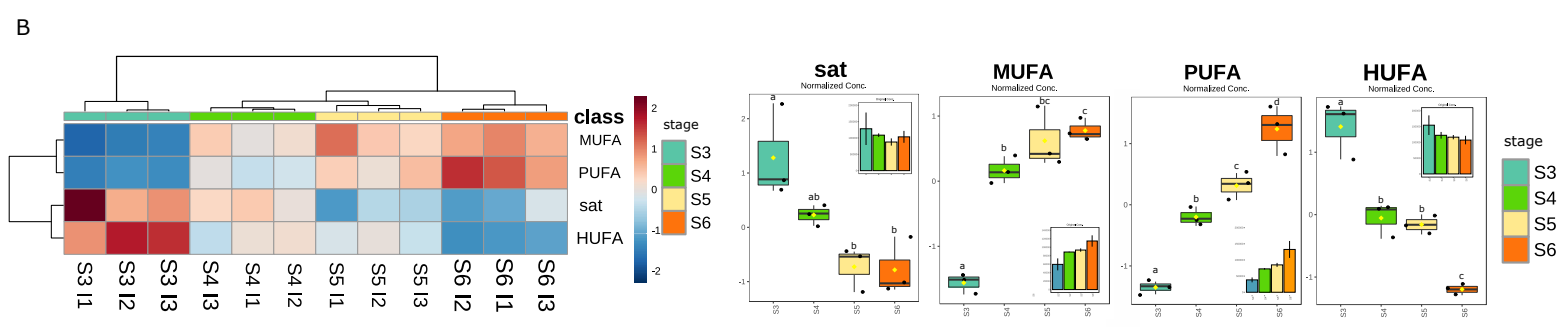 B
class
MUFA
PUFA
sat
HUFA
S3 I1
S3 I2
S3 I3
S4 I3
S4 I1
S4 I2
S5 I1
S5 I2
S5 I3
S6 I2
S6 I1
S6 I3
2
1
0
-1
-2
stage
S3
S4
S5
S6
sat
Normalized Conc.
2
1
0
-1
a
ab
b
b
S3
S4
S5
S6
MUFA
Normalized Conc.
1
0
-1
a
b
bc
c
S3
S4
S5
S6
PUFA
Normalized Conc.
1
0
-1
a
b
c
d
S3
S4
S5
S6
HUFA
Normalized Conc.
1
0
-1
a
b
b
c
S3
S4
S5
S6
stage
S3
S4
S5
S6